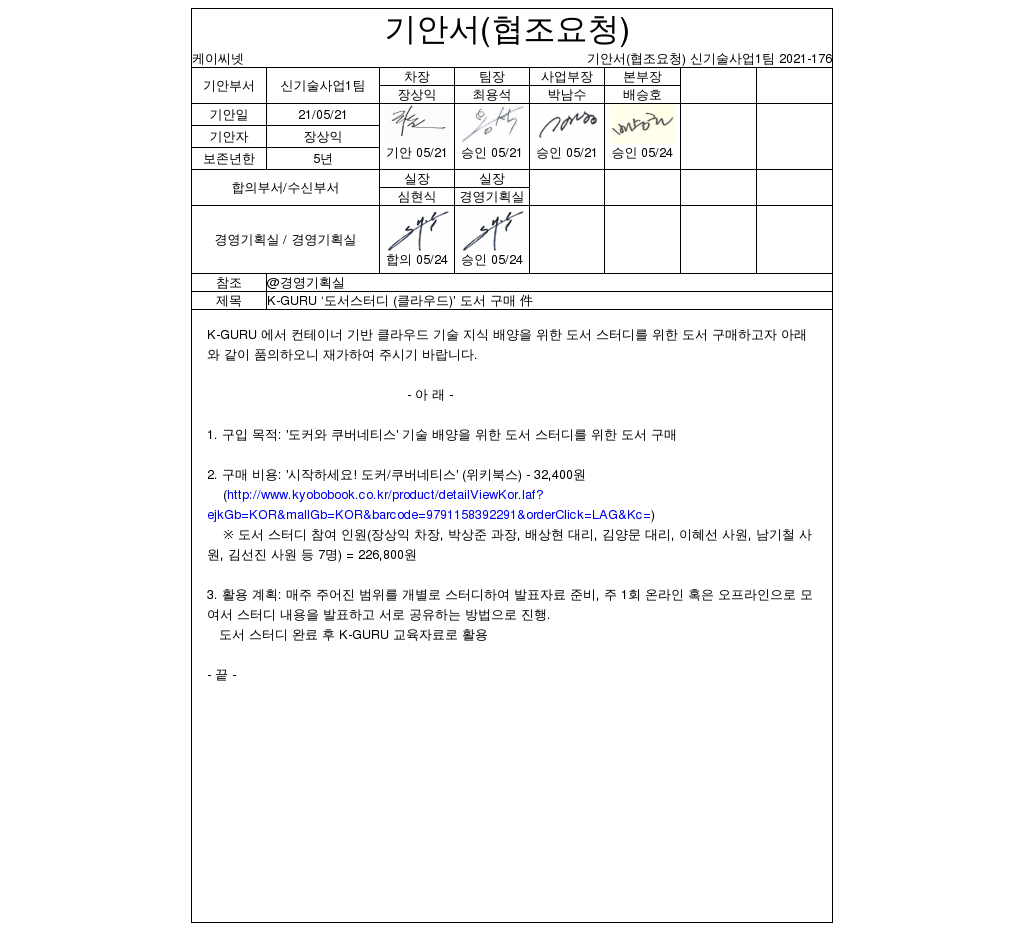 기안서(협조요청)
케이씨넷 기안서(협조요청) 신기술사업1팀 2021-176
기안부서 신기술사업1팀 차장 팀장 사업부장 본부장
장상익 최용석 박남수 배승호
기안일 21/05/21
기안자 장상익
보존년한 5년
기안 05/21 승인 05/21 승인 05/21 승인 05/24
합의부서/수신부서 실장 실장
심현식 경영기획실
경영기획실 / 경영기획실
합의 05/24 승인 05/24
참조 @경영기획실
제목 K-GURU '도서스터디 (클라우드)' 도서 구매 件
K-GURU 에서 컨테이너 기반 클라우드 기술 지식 배양을 위한 도서 스터디를 위한 도서 구매하고자 아래
와 같이 품의하오니 재가하여 주시기 바랍니다.
- 아 래 -
1. 구입 목적: '도커와 쿠버네티스' 기술 배양을 위한 도서 스터디를 위한 도서 구매
2. 구매 비용: '시작하세요! 도커/쿠버네티스' (위키북스) - 32,400원
(http://www.kyobobook.co.kr/product/detailViewKor.laf?
ejkGb=KOR&mallGb=KOR&barcode=9791158392291&orderClick=LAG&Kc=)
※ 도서 스터디 참여 인원(장상익 차장, 박상준 과장, 배상현 대리, 김양문 대리, 이혜선 사원, 남기철 사
원, 김선진 사원 등 7명) = 226,800원
3. 활용 계획: 매주 주어진 범위를 개별로 스터디하여 발표자료 준비, 주 1회 온라인 혹은 오프라인으로 모
여서 스터디 내용을 발표하고 서로 공유하는 방법으로 진행.
도서 스터디 완료 후 K-GURU 교육자료로 활용
- 끝 -